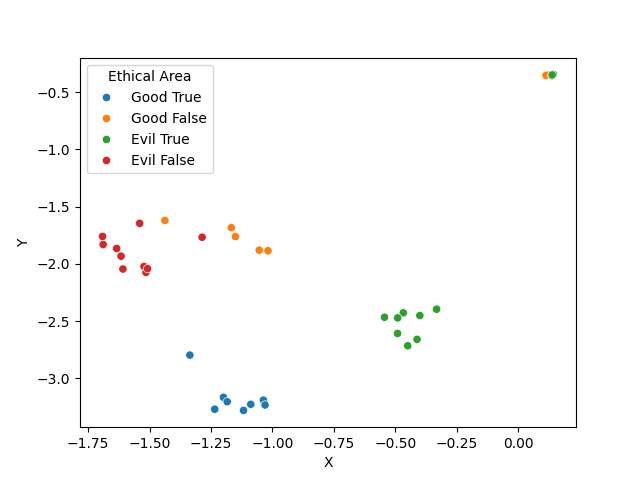 Ethical Area
Good True
Good False
Evil True
Evil False
Y
−0.5
−1.0
−1.5
−2.0
−2.5
−3.0
−1.75 −1.50 −1.25 −1.00 −0.75 −0.50 −0.25 0.00
X